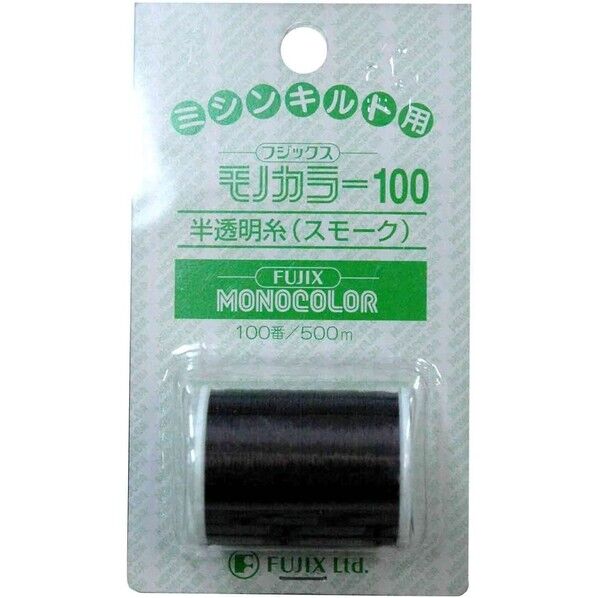 ミシンキルト用
フジックス
モノカラー100
半透明糸(スモーク)
FUJIX
MONOCOLOR
100番/500m
F FUJIX Ltd.